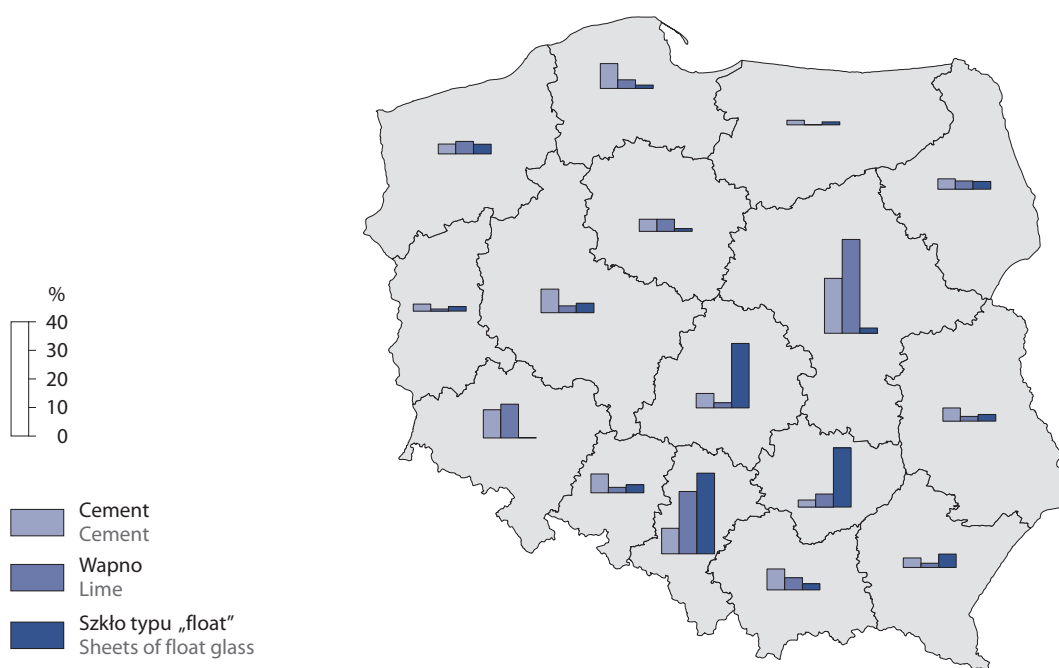 %
40
30
20
10
0
Cement
Cement
Wapno
Lime
Szkło typu „float”
Sheets of float glass